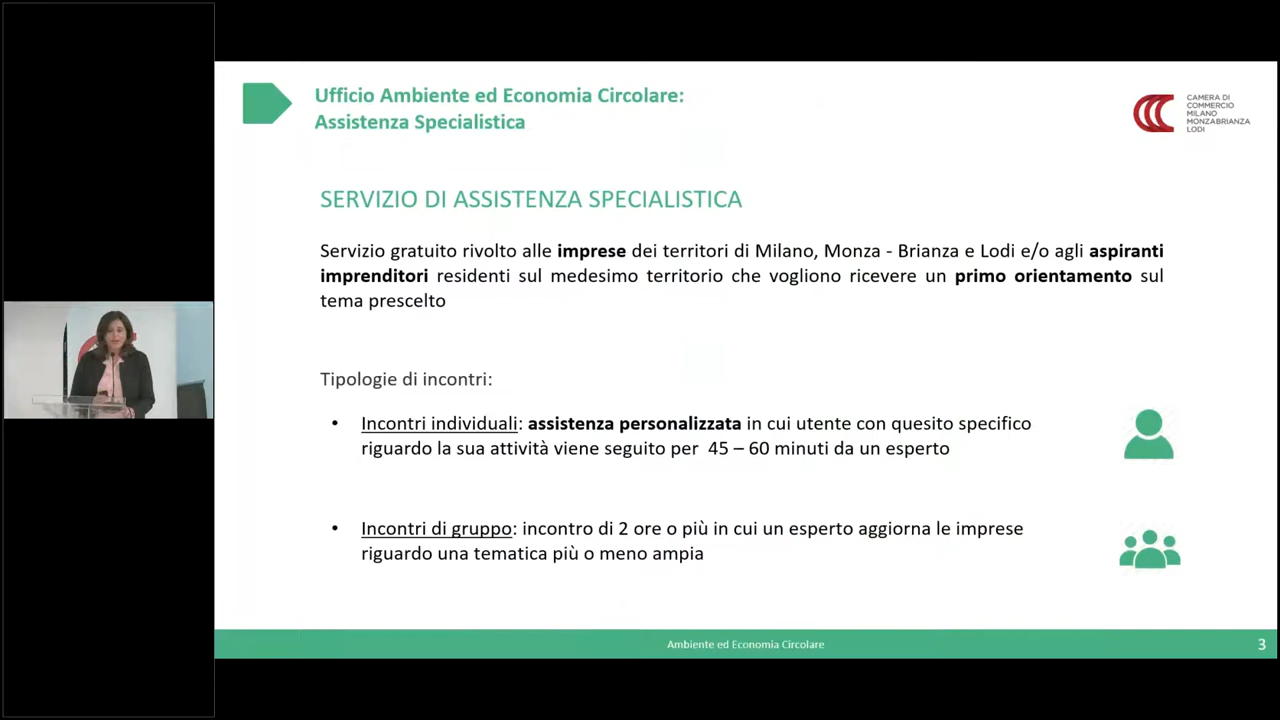 Ufficio Ambiente ed Economia Circolare:
Assistenza Specialistica
CAMERA DI
COMMERCIO
MILANO
MONZABRIANZA
LODI
SERVIZIO DI ASSISTENZA SPECIALISTICA
Servizio gratuito rivolto alle imprese dei territori di Milano, Monza - Brianza e Lodi e/o agli aspiranti
imprenditori residenti sul medesimo territorio che vogliono ricevere un primo orientamento sul
tema prescelto
Tipologie di incontri:
• Incontri individuali: assistenza personalizzata in cui utente con quesito specifico
riguardo la sua attività viene seguito per 45 – 60 minuti da un esperto
• Incontri di gruppo: incontro di 2 ore o più in cui un esperto aggiorna le imprese
riguardo una tematica più o meno ampia
Ambiente ed Economia Circolare
3